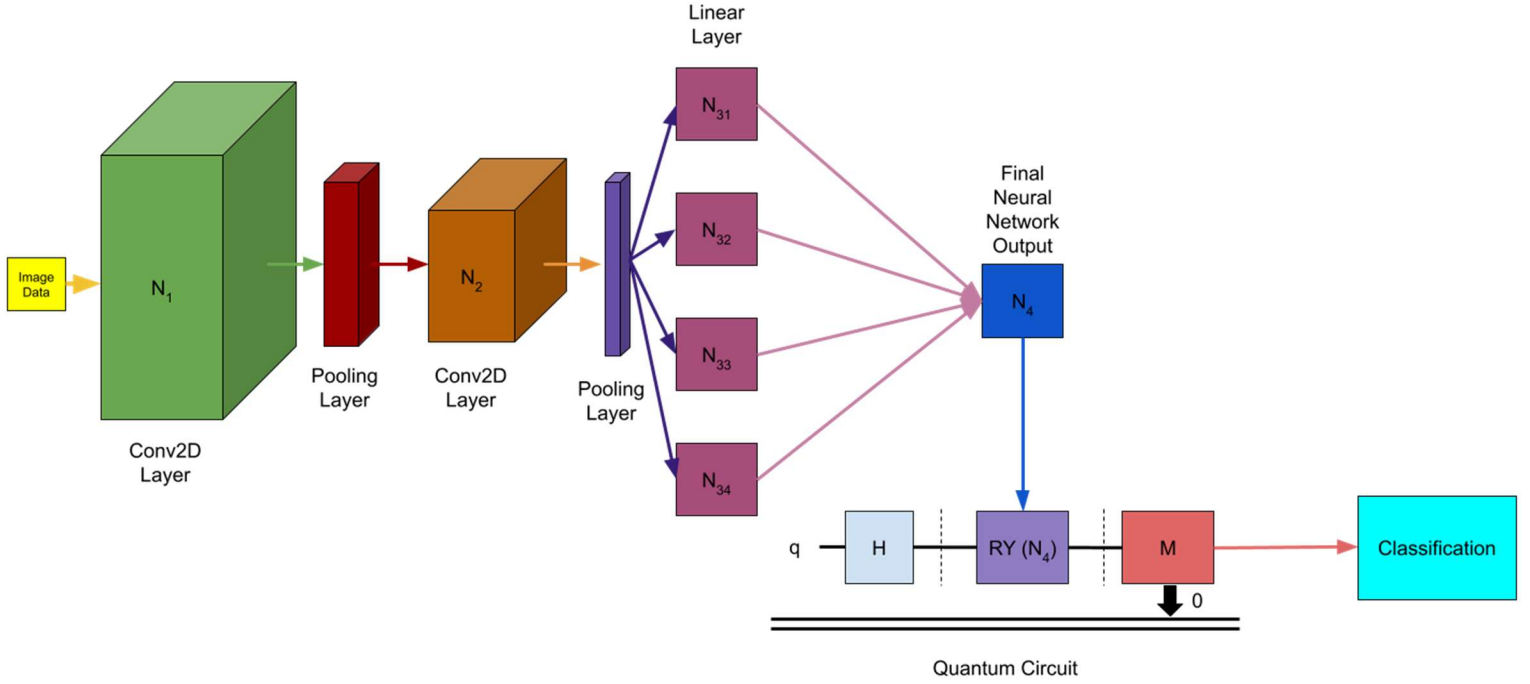 Linear
Layer
N31
N32
N33
N34
Image
Data
N1
Conv2D
Layer
Pooling
Layer
N2
Conv2D
Layer
Pooling
Layer
Final
Neural
Network
Output
N4
q
H
RY (N4)
M
0
Classification
Quantum Circuit